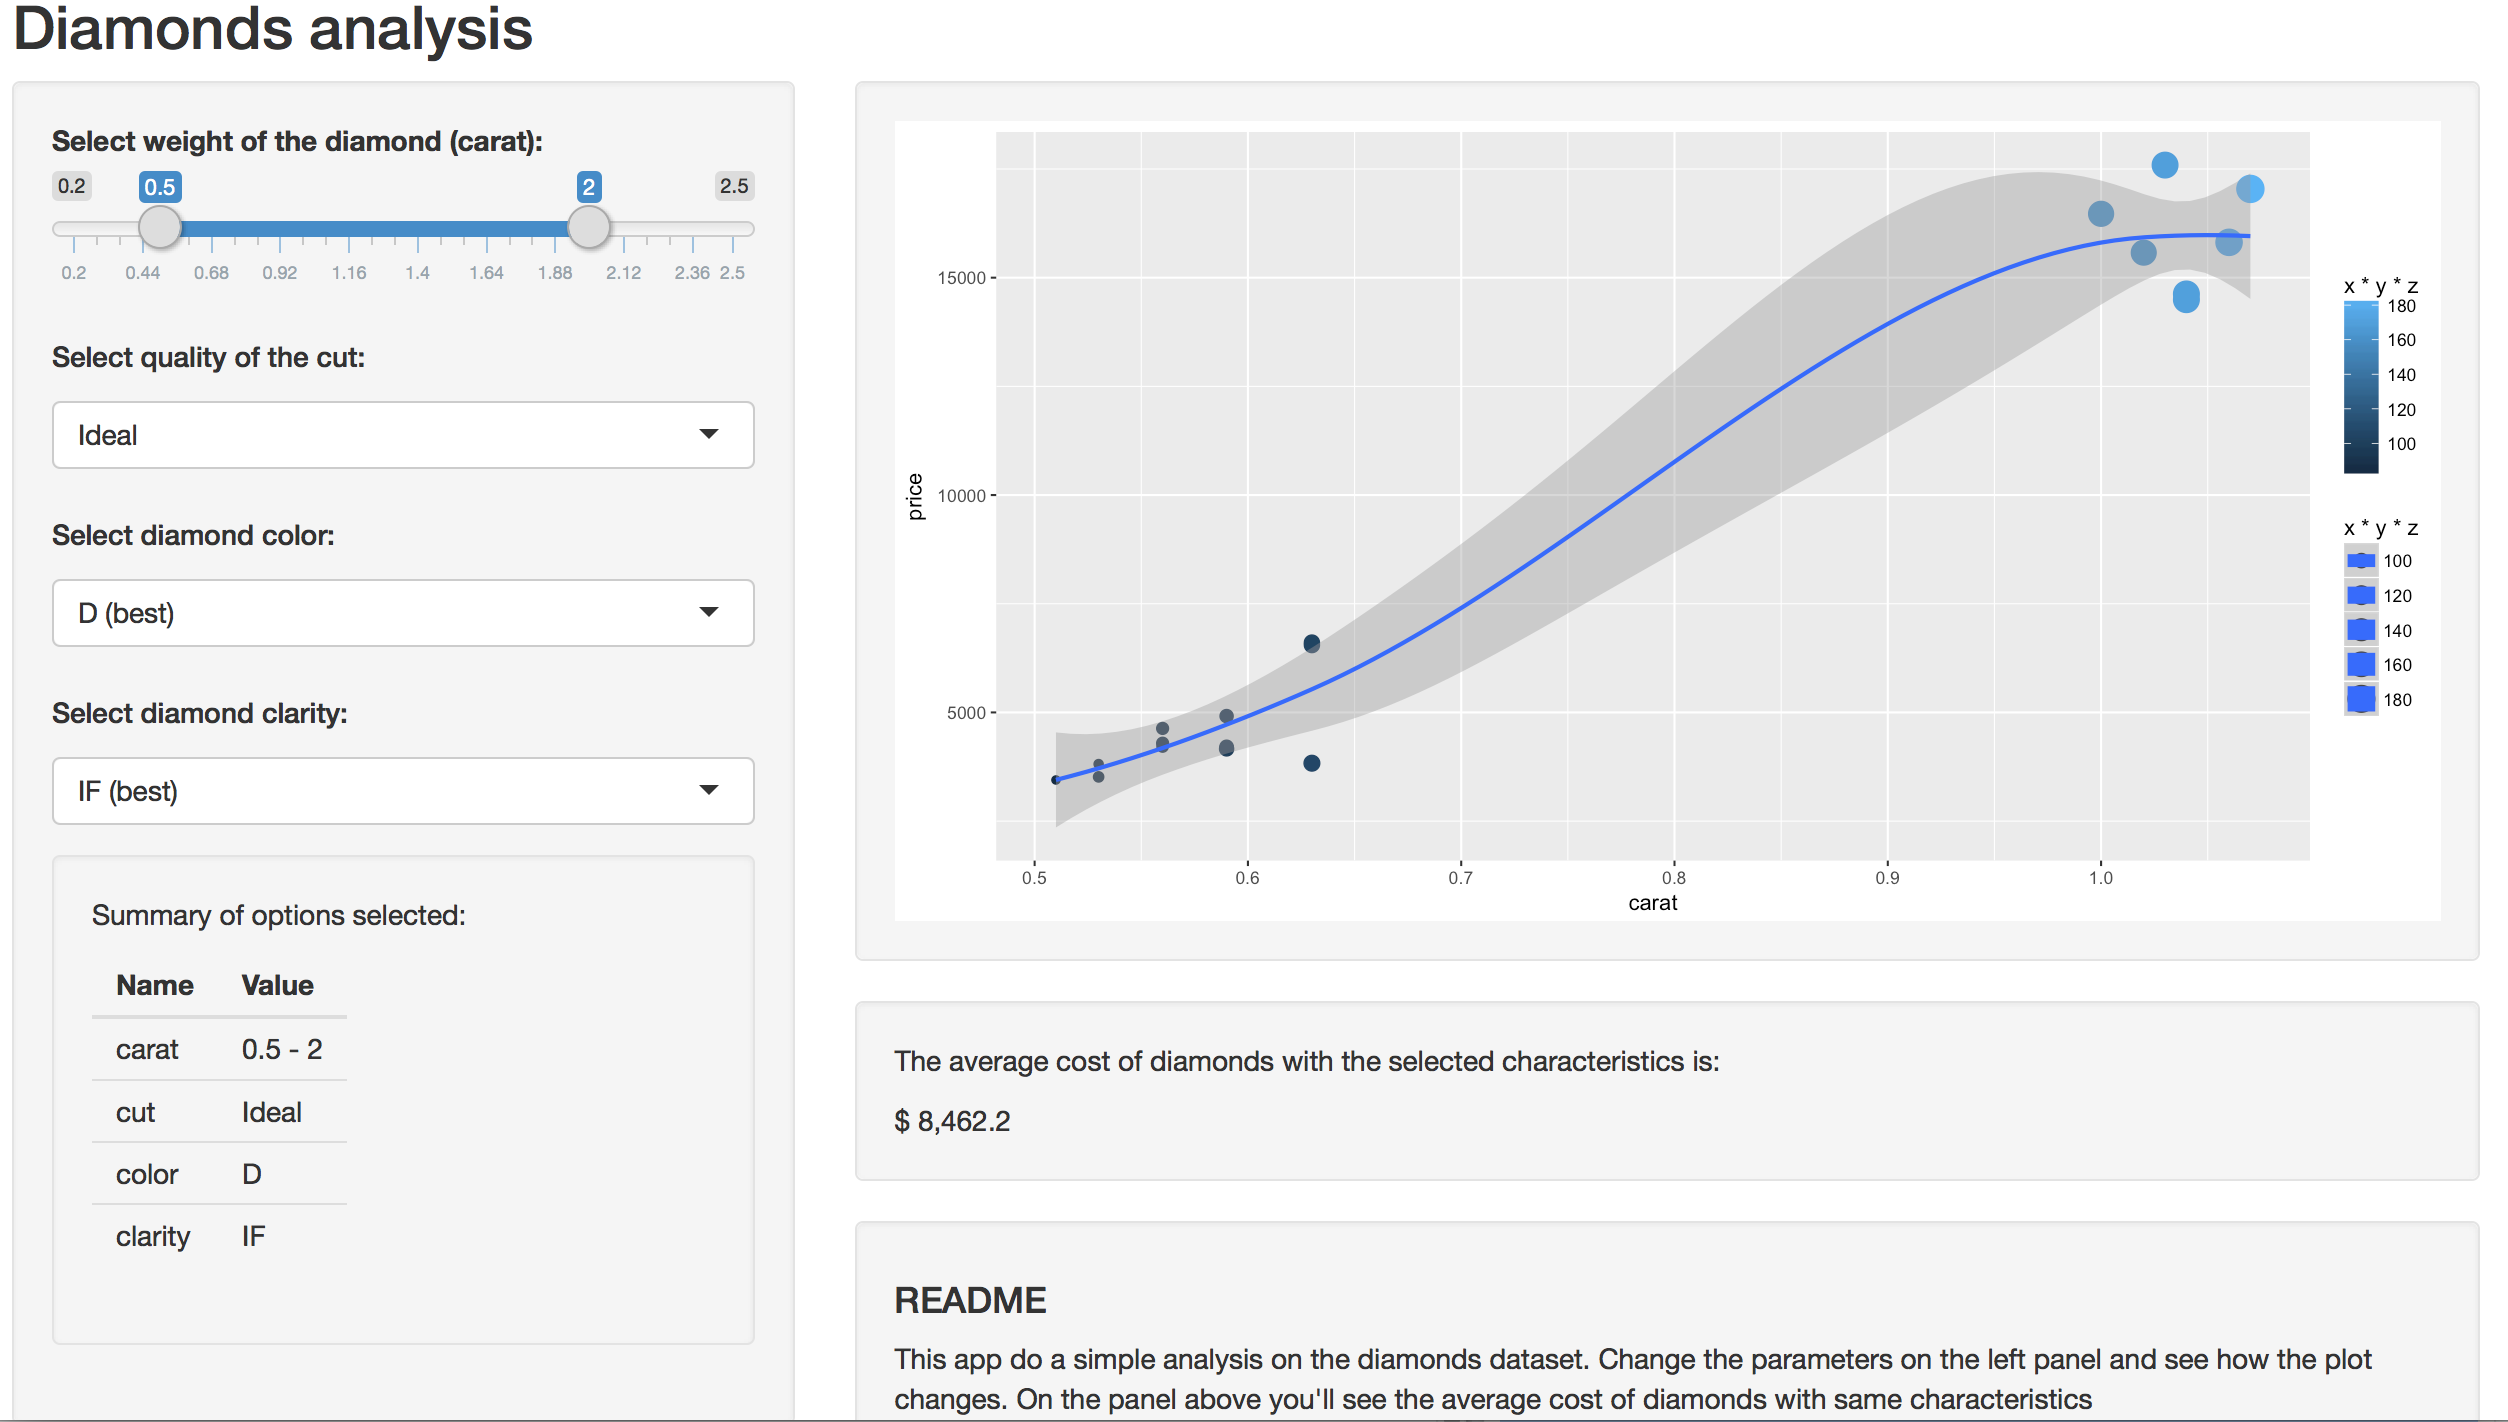 Diamonds analysis
Select weight of the diamond (carat):
0.2 0.5 2 2.5
0.2 0.44 0.68 0.92 1.16 1.4 1.64 1.88 2.12 2.36 2.5
Select quality of the cut:
Ideal
Select diamond color:
D (best)
Select diamond clarity:
IF (best)
Summary of options selected:
Name Value
carat 0.5 - 2
cut Ideal
color D
clarity IF
price
15000
10000
5000
0.5 0.6 0.7 0.8 0.9 1.0
carat
x * y * z
180
160
140
120
100
x * y * z
100
120
140
160
180
The average cost of diamonds with the selected characteristics is:
$ 8,462.2
README
This app do a simple analysis on the diamonds dataset. Change the parameters on the left panel and see how the plot
changes. On the panel above you'll see the average cost of diamonds with same characteristics